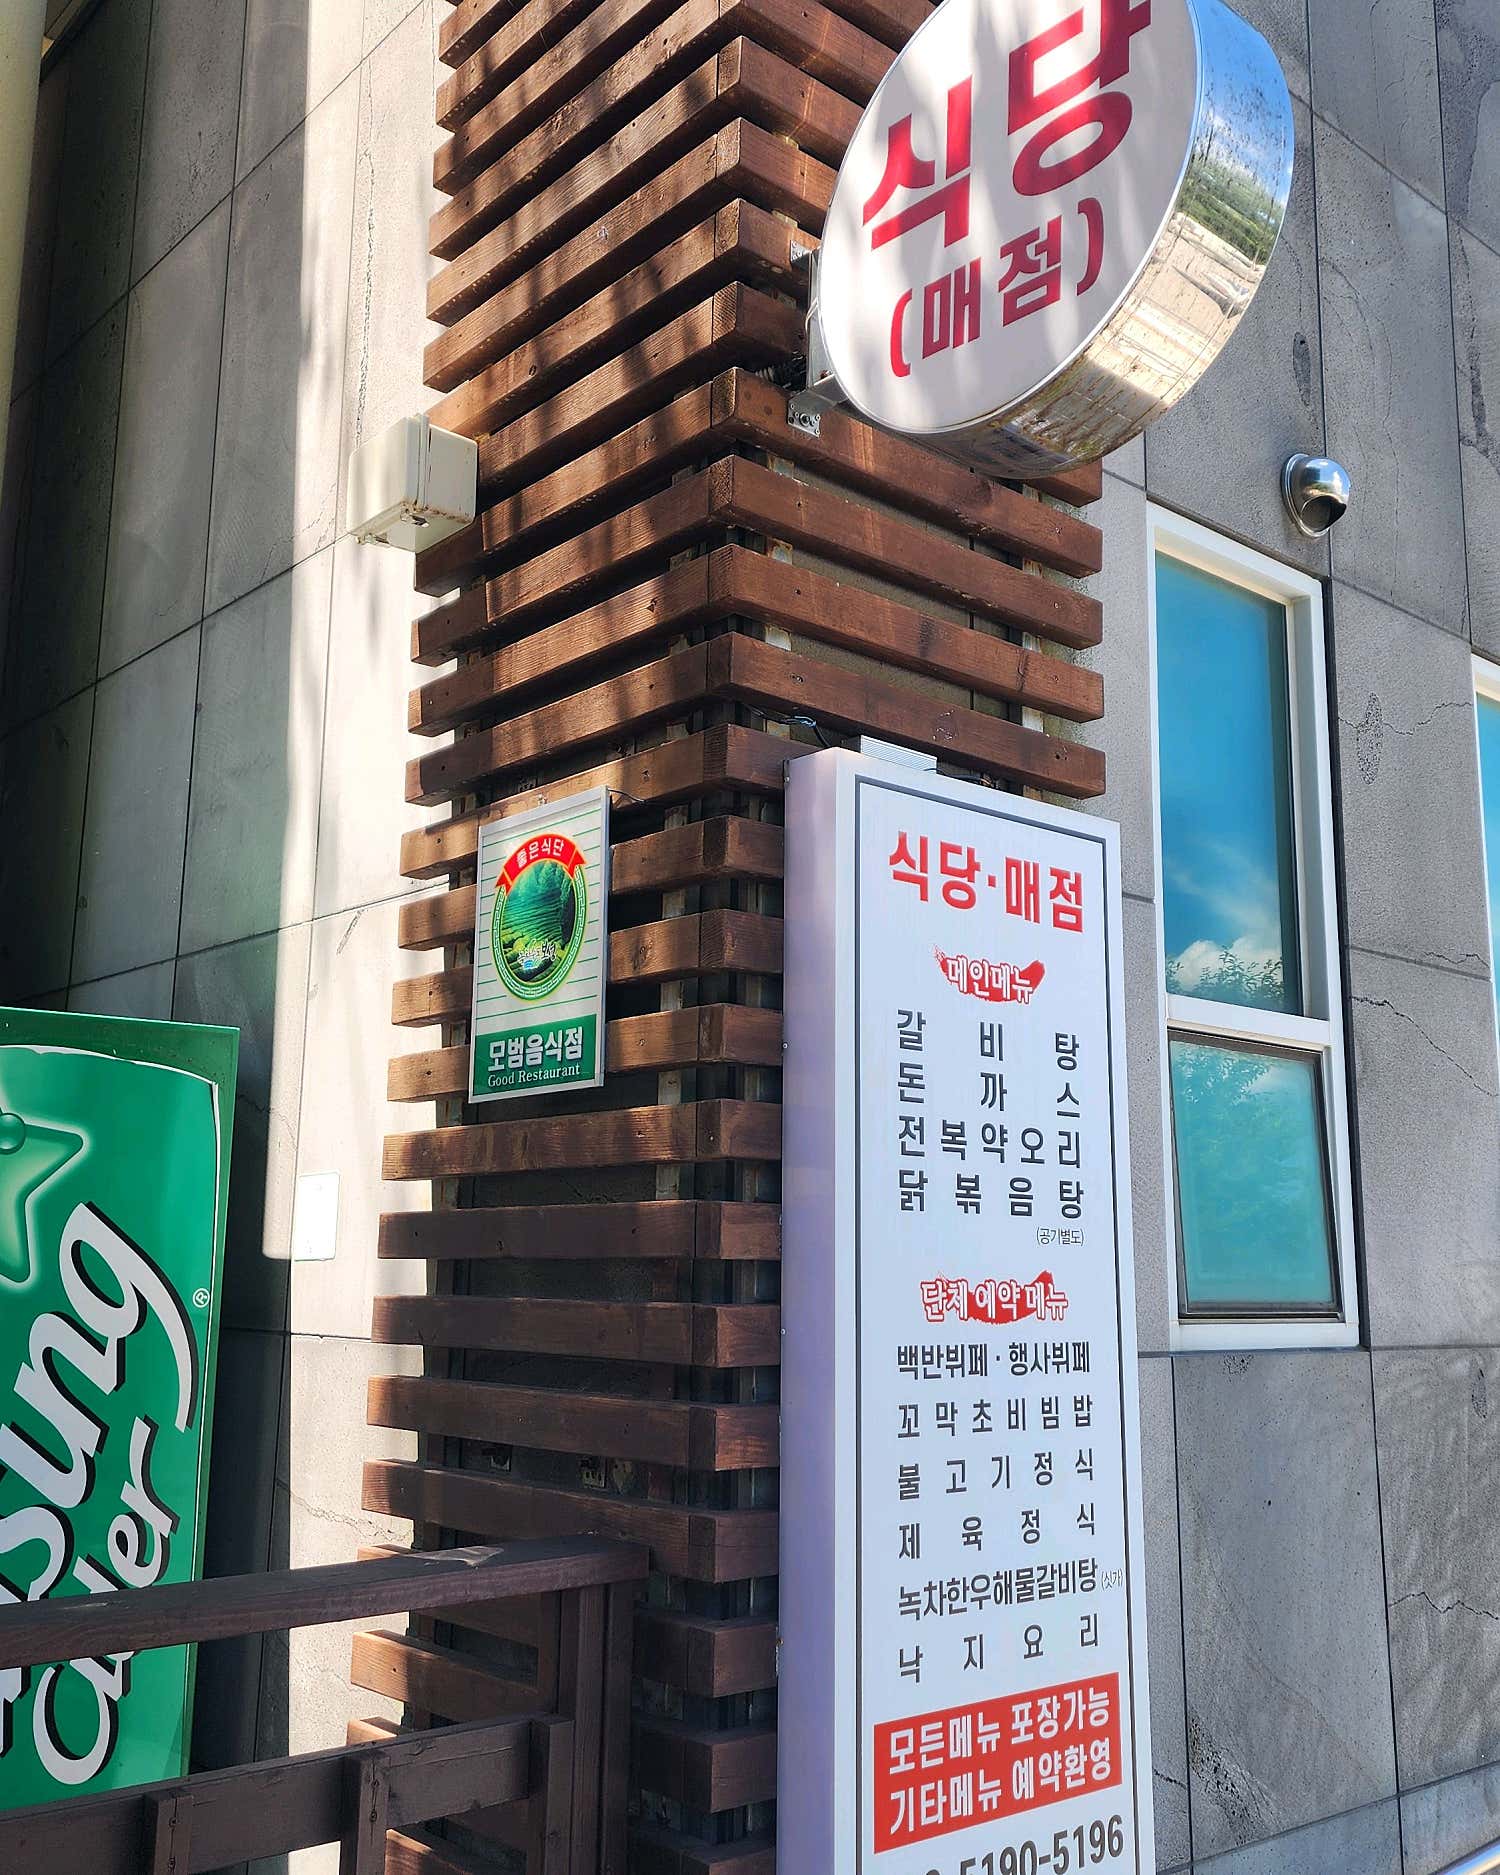 식당
(매점)
좋은식단
모범음식점
Good Restaurant
®
식당·매점
메인메뉴
갈비탕
돈까스
전복약오리
닭볶음탕
(공기별도)
단체 예약 메뉴
백반뷔페·행사뷔페
꼬막초비빔밥
불고기정식
제육정식
녹차한우해물갈비탕(싯가)
낙지요리
모든메뉴 포장가능
기타메뉴 예약환영
5190-5196